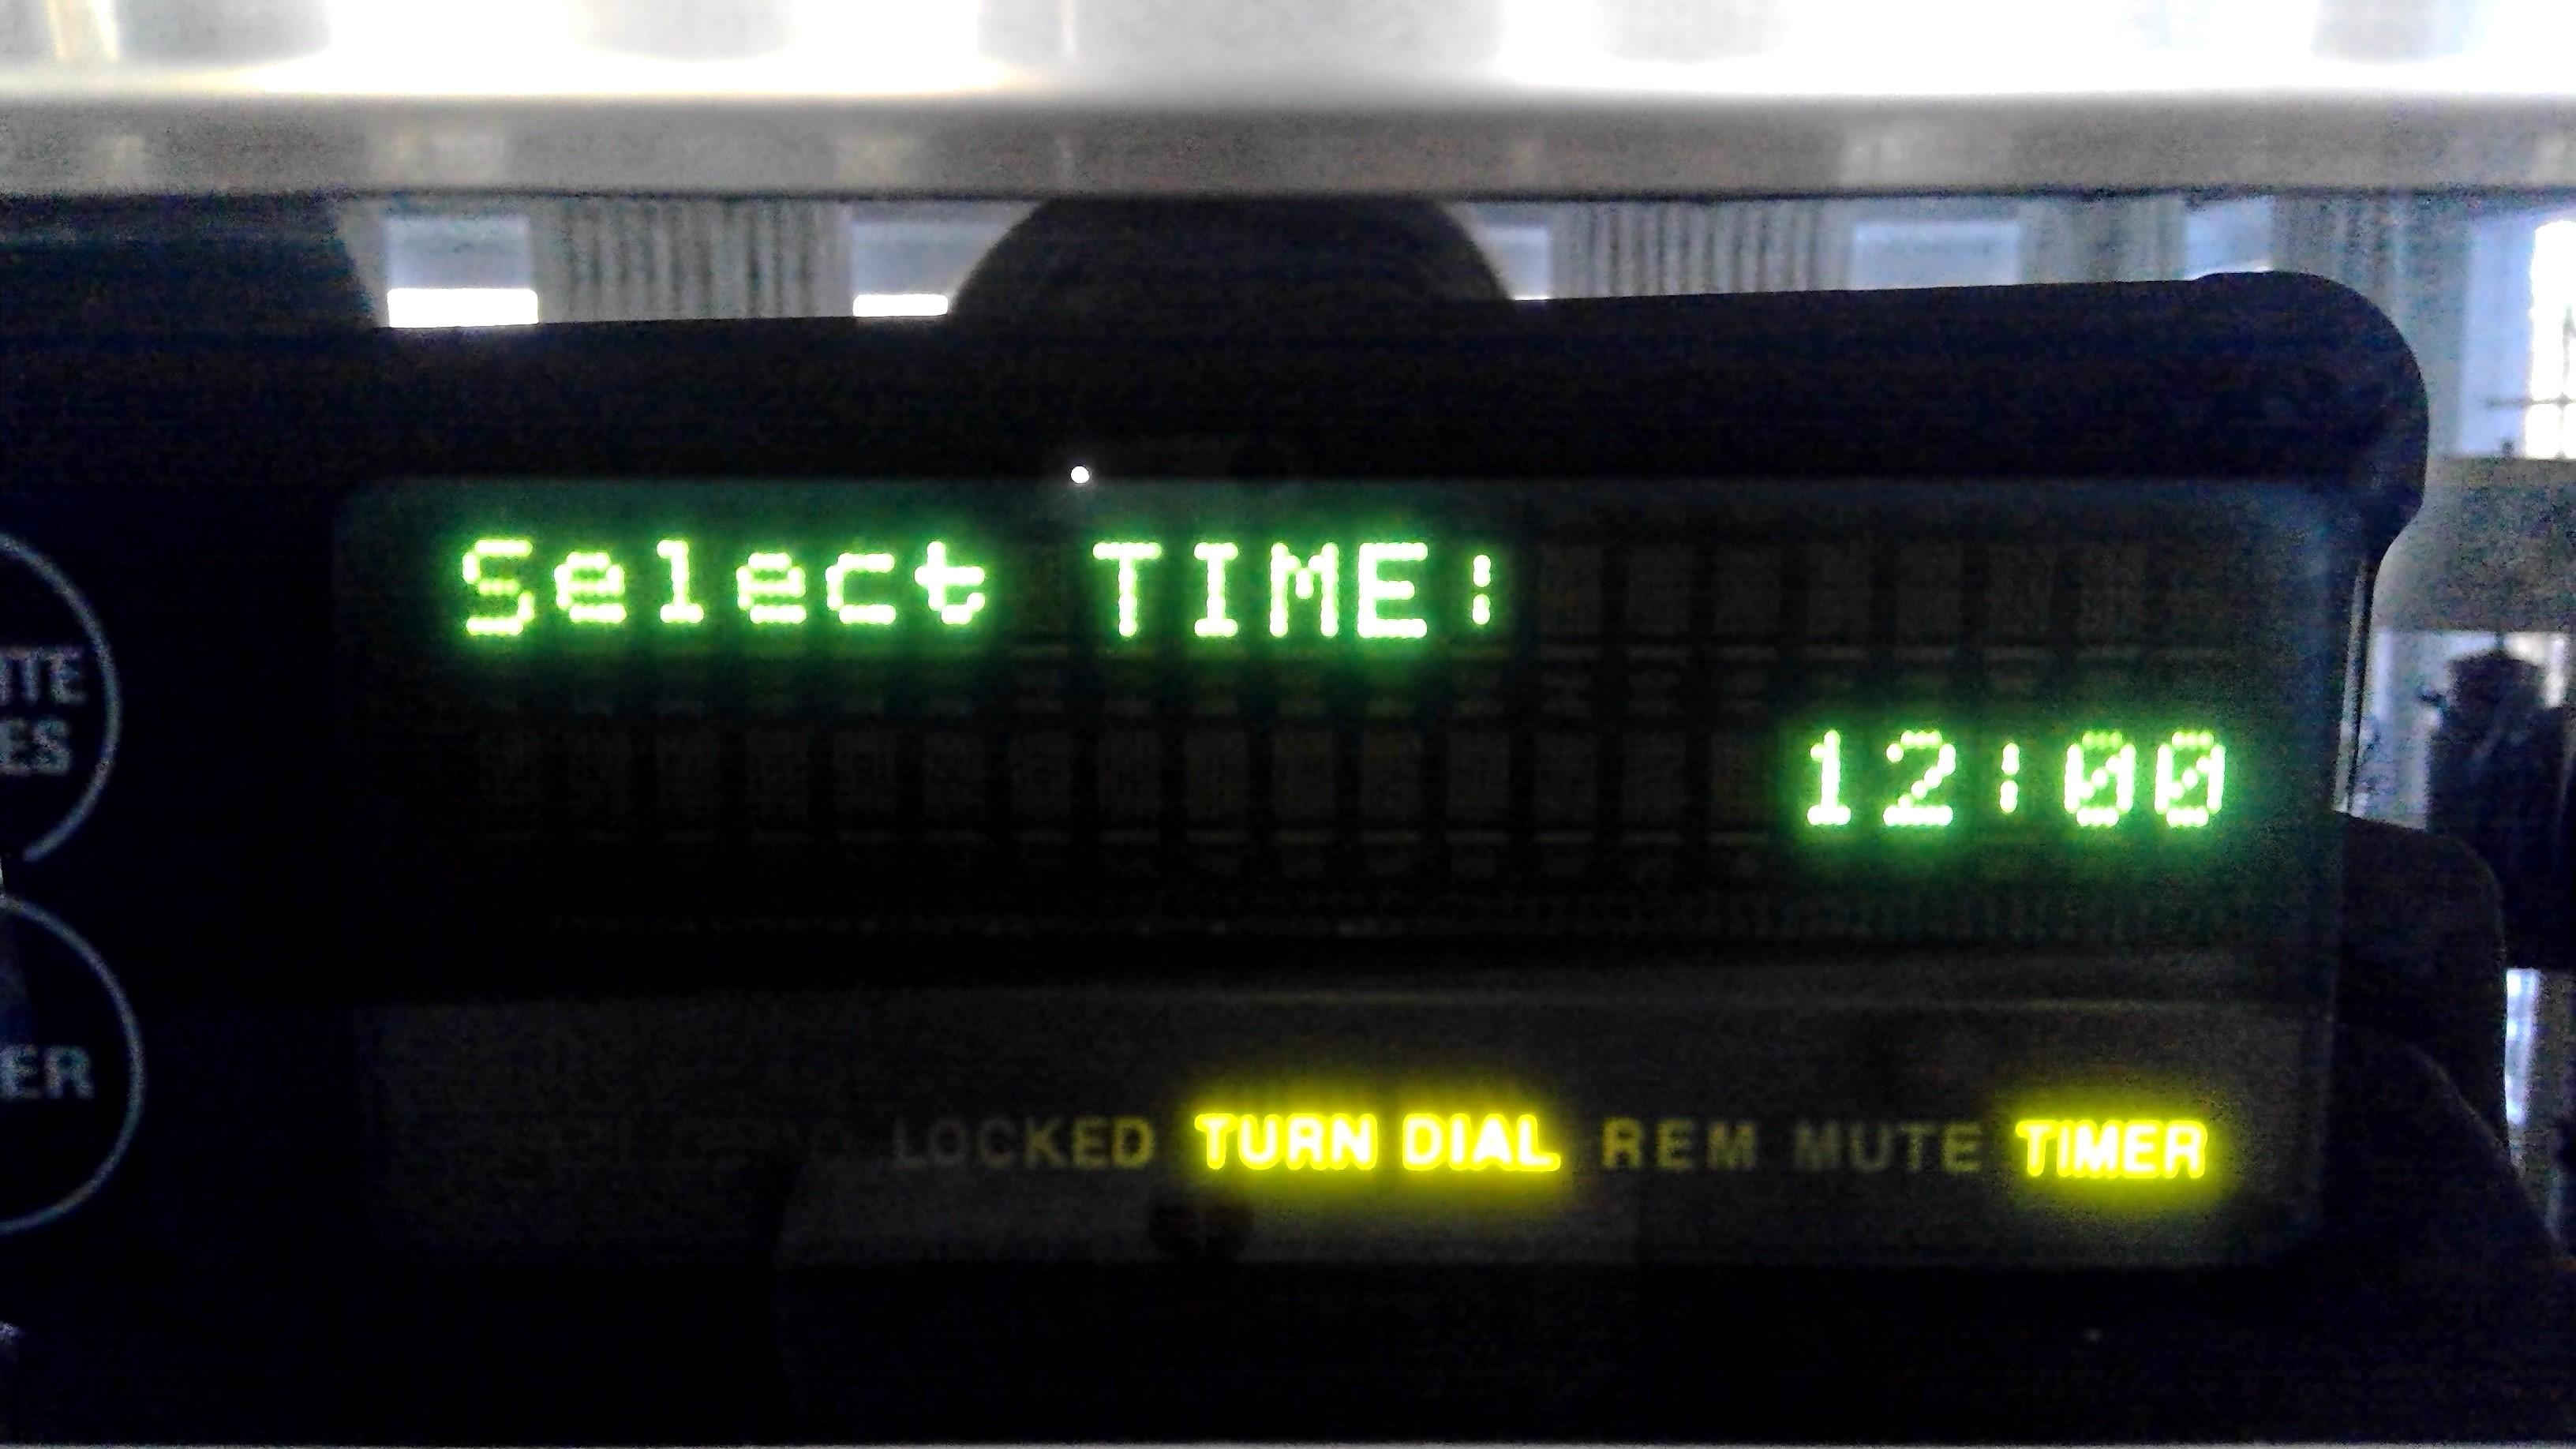 Select TIME:
12:00
LOCKED TURN DIAL REM MUTE TIMER